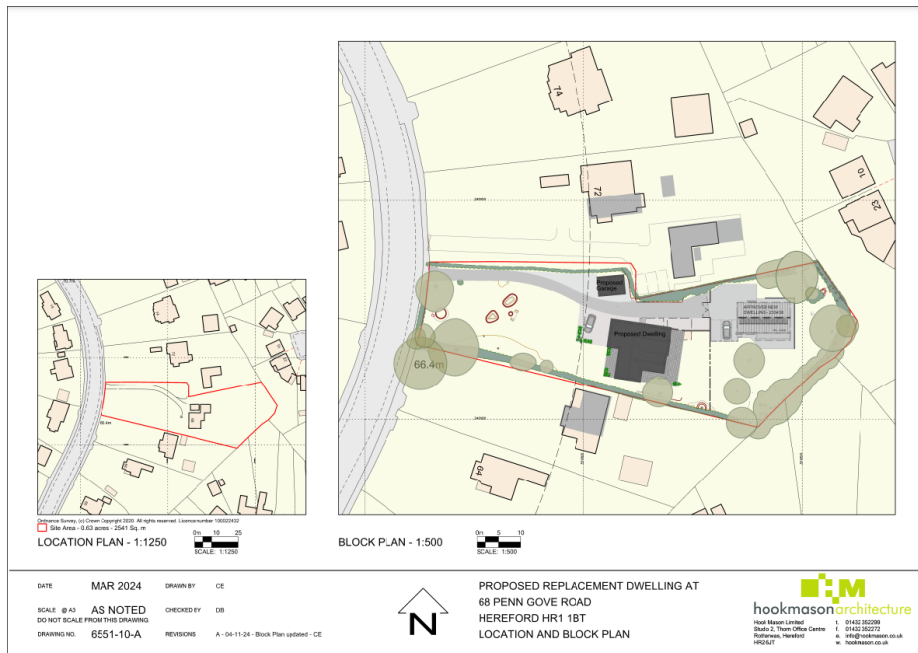 74
72
10
23
Proposed
Garage
APPROVED NEW
Proposed Dwelling
66.4m
64
Ordnance Survey, (c) Crown Copyright 2020. All rights reserved. Licence number 100022432
Site Area - 0.63 acres - 2541 Sq. m
LOCATION PLAN - 1:1250
0m 10 25
SCALE: 1:1250
BLOCK PLAN - 1:500
0m 5 10
SCALE: 1:500
DATE MAR 2024 DRAWN BY CE
SCALE @ A3 AS NOTED CHECKED BY DB
DO NOT SCALE FROM THIS DRAWING
DRAWING NO. 6551-10-A REVISIONS A - 04-11-24 - Block Plan updated - CE
N
PROPOSED REPLACEMENT DWELLING AT
68 PENN GOVE ROAD
HEREFORD HR1 1BT
LOCATION AND BLOCK PLAN
hookmasonarchitecture
Hook Mason Limited t. 01432 352299
Studio 2, Thorn Office Centre f. 01432 352272
Rotherwas, Hereford e. info@hookmason.co.uk
HR2 6JT w. hookmason.co.uk